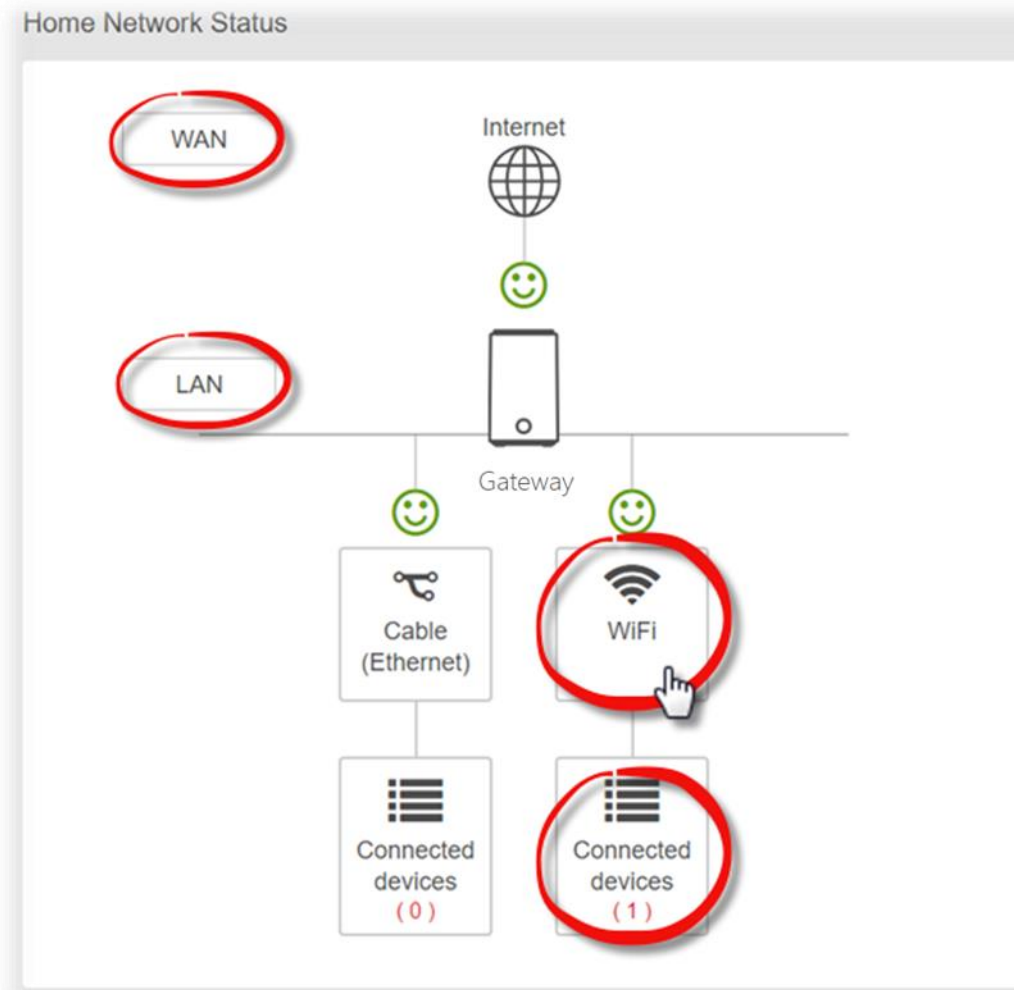 Home Network Status
WAN
Internet
LAN
Gateway
Cable
(Ethernet)
WiFi
Connected
devices
( 0 )
Connected
devices
( 1 )